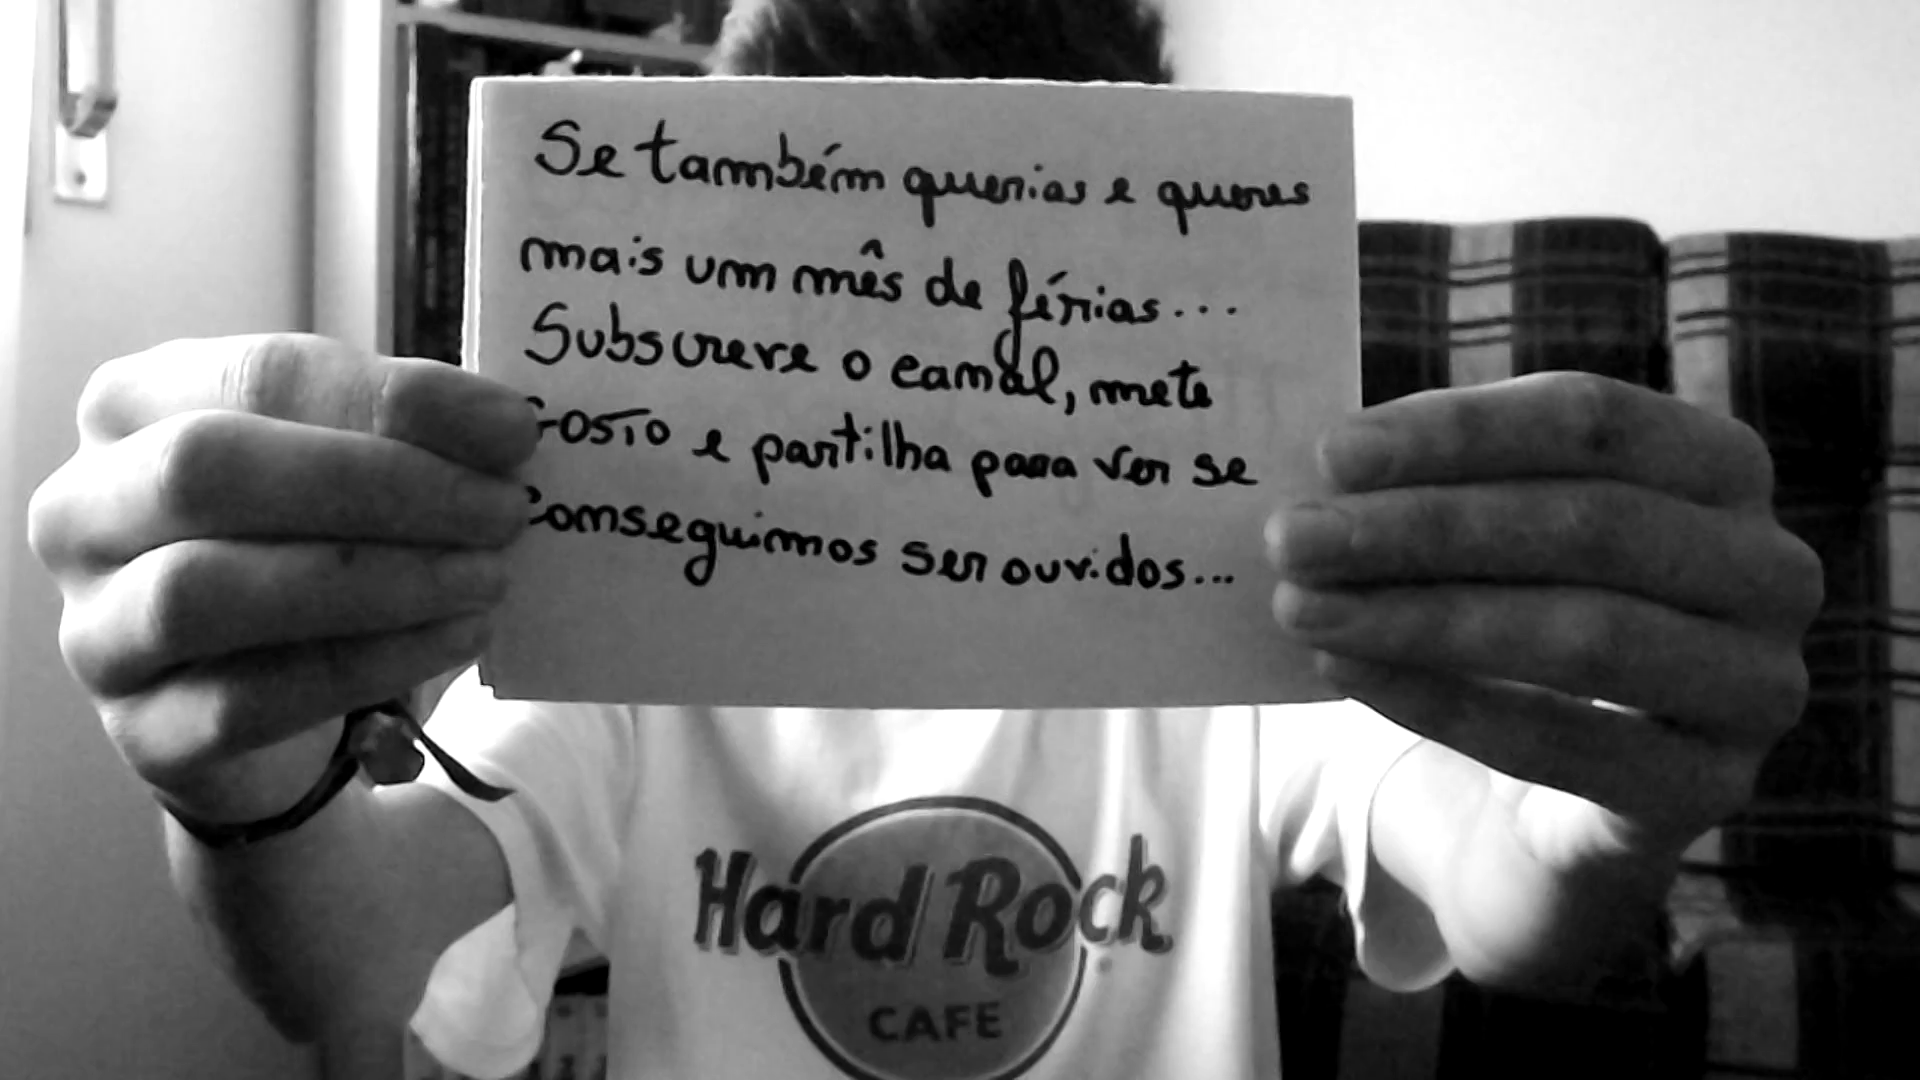 Se também querias e queres
mais um mês de férias...
Subscreve o canal, mete
Gosto e partilha para ver se
Conseguimos ser ouvidos...
Hard Rock
CAFE